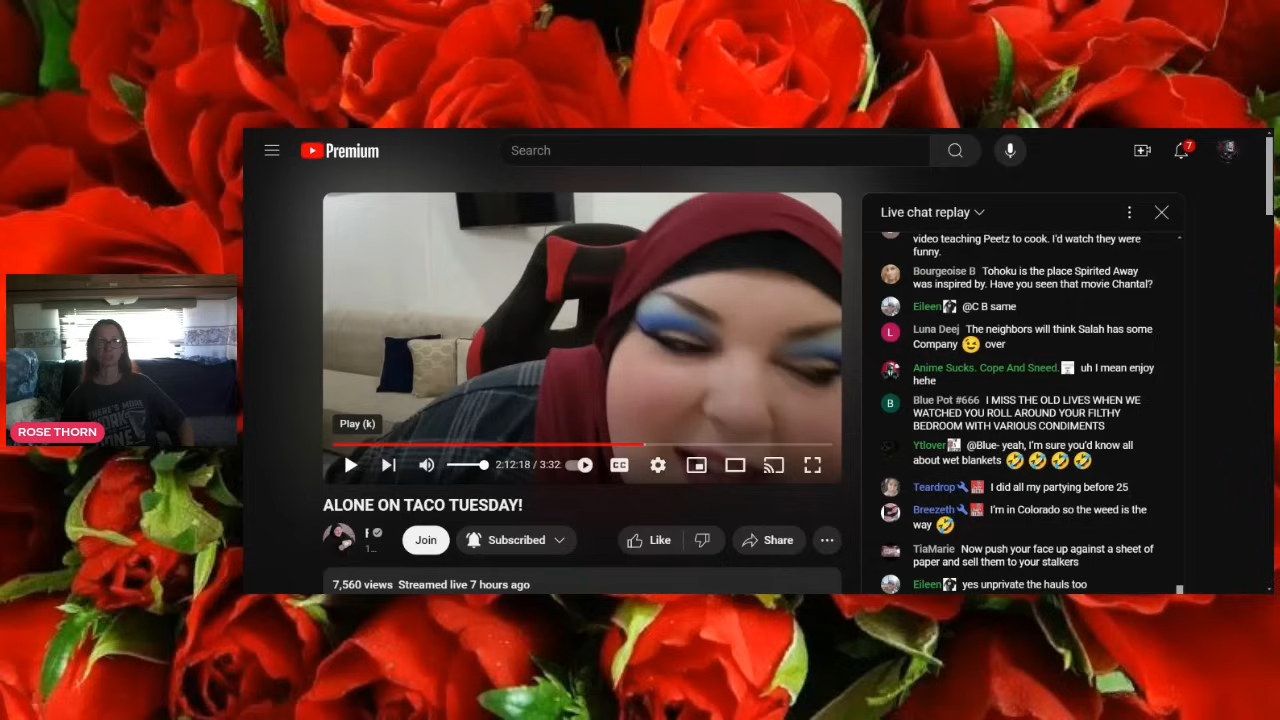 Premium
Search
7
Live chat replay
video teaching Peetz to cook. I'd watch they were
funny.
Bourgeoise B Tohoku is the place Spirited Away
was inspired by. Have you seen that movie Chantal?
Eileen @C B same
L Luna Deej The neighbors will think Salah has some
Company 😉 over
Anime Sucks. Cope And Sneed. uh I mean enjoy
hehe
B Blue Pot #666 I MISS THE OLD LIVES WHEN WE
WATCHED YOU ROLL AROUND YOUR FILTHY
BEDROOM WITH VARIOUS CONDIMENTS
Ytlover @Blue- yeah, I'm sure you'd know all
about wet blankets 🤣 🤣 🤣 🤣
Teardrop I did all my partying before 25
Breezeth I'm in Colorado so the weed is the
way 🤣
TiaMarie Now push your face up against a sheet of
paper and sell them to your stalkers
Eileen yes unprivate the hauls too
Play (k)
2:12:18 / 3:32
CC
ALONE ON TACO TUESDAY!
1...
Join
Subscribed
Like
Share
7,560 views Streamed live 7 hours ago
THERE'S MORE
ROSE THORN